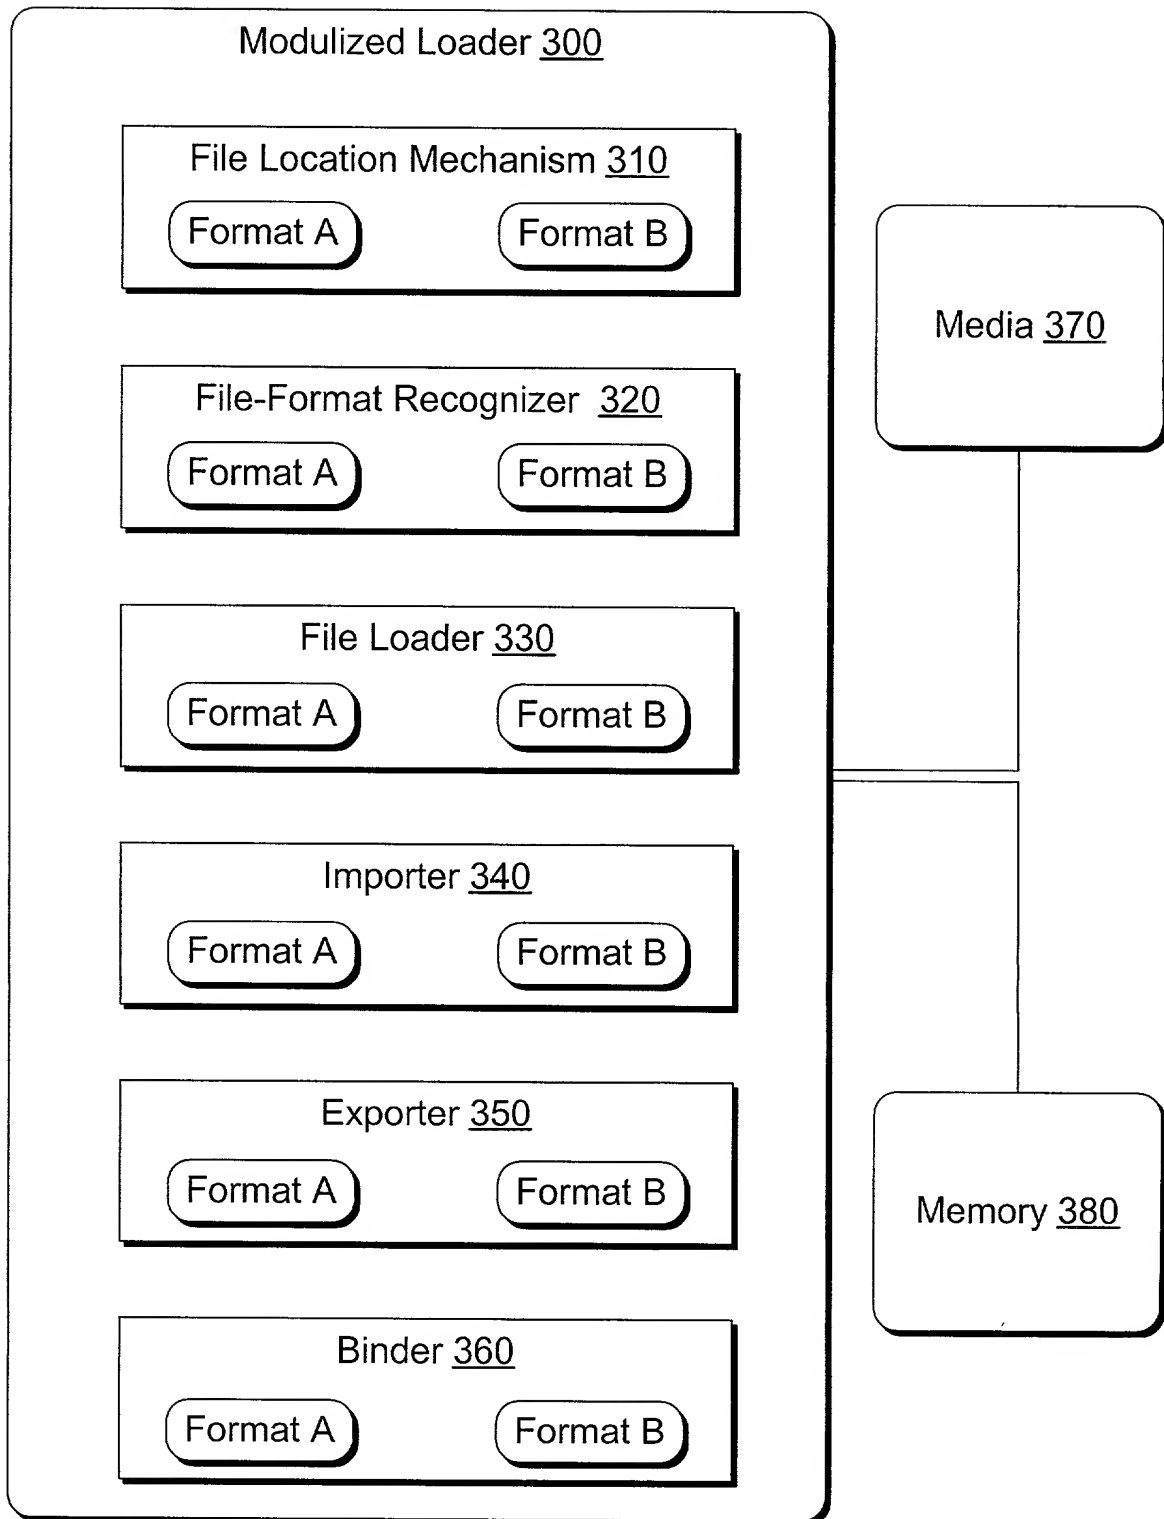 Modulized Loader 300
File Location Mechanism 310
Format A
Format B
File-Format Recognizer 320
Format A
Format B
File Loader 330
Format A
Format B
Importer 340
Format A
Format B
Exporter 350
Format A
Format B
Binder 360
Format A
Format B
Media 370
Memory 380